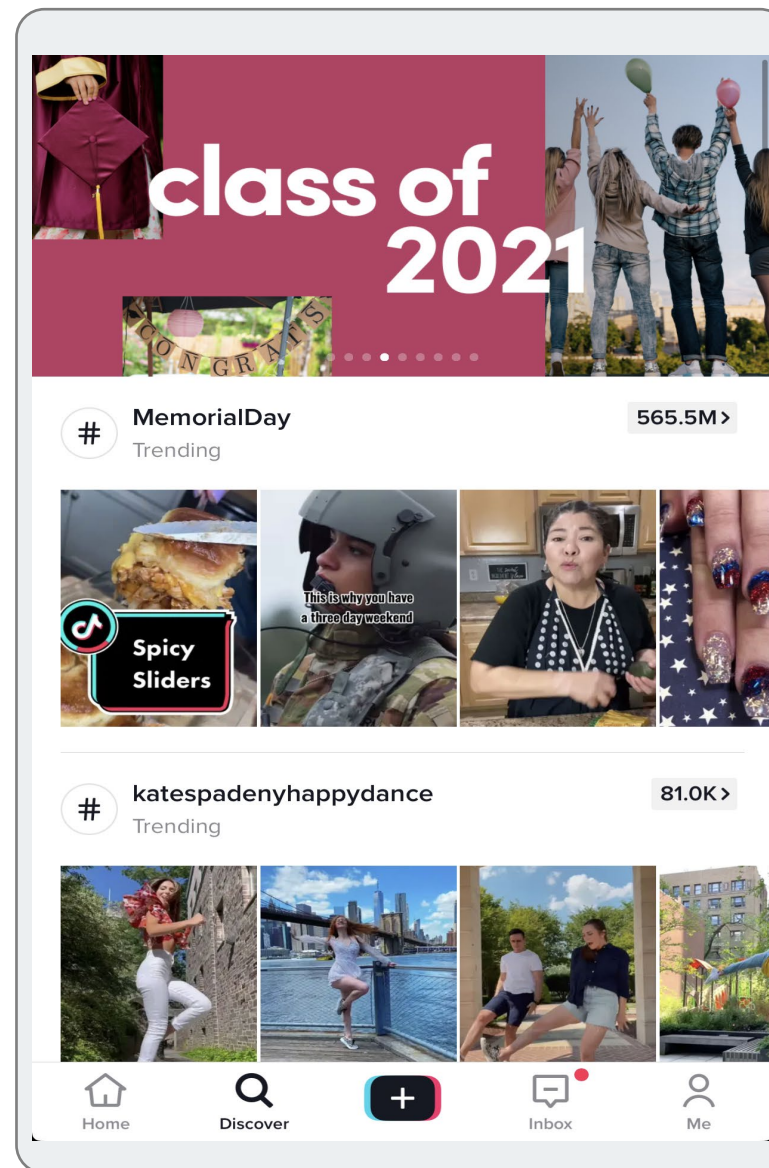 class of
2021
CONGRATS
# MemorialDay 565.5M >
Trending
Spicy
Sliders
This is why you have
a three day weekend
# katespadenyhappydance 81.0K >
Trending
Home Discover + Inbox Me